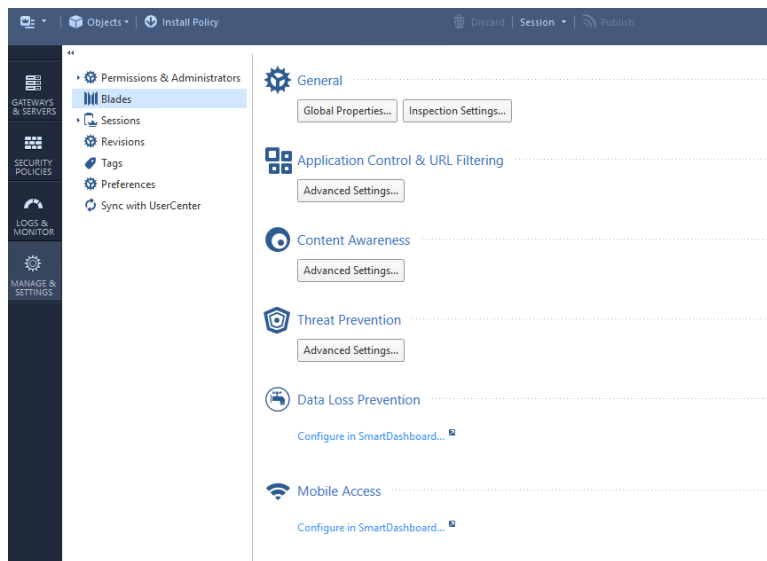 Objects
Install Policy
Discard
Session
Publish
GATEWAYS
& SERVERS
SECURITY
POLICIES
LOGS &
MONITOR
MANAGE &
SETTINGS
Permissions & Administrators
Blades
Sessions
Revisions
Tags
Preferences
Sync with UserCenter
General
Global Properties...
Inspection Settings...
Application Control & URL Filtering
Advanced Settings...
Content Awareness
Advanced Settings...
Threat Prevention
Advanced Settings...
Data Loss Prevention
Configure in SmartDashboard...
Mobile Access
Configure in SmartDashboard...